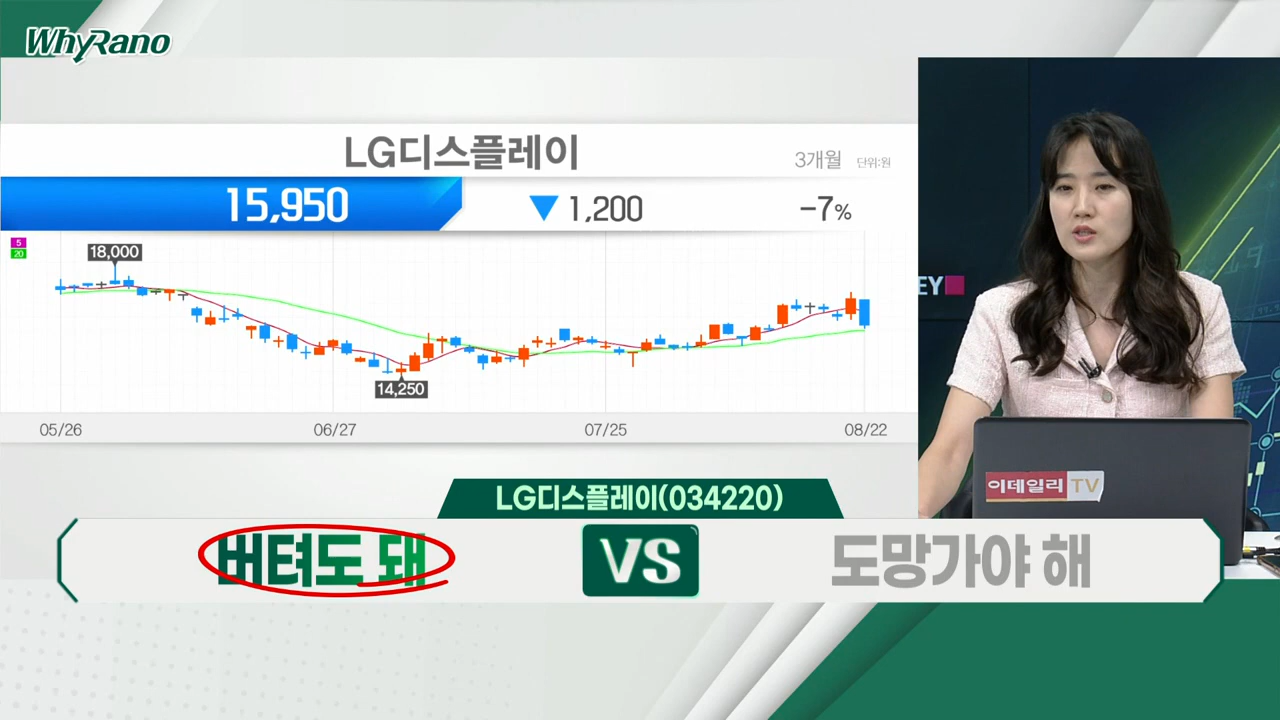 WhyRano
LG디스플레이
3개월
단위:원
15,950
▼ 1,200
-7%
5
20
18,000
14,250
05/26
06/27
07/25
08/22
EY
이데일리 TV
LG디스플레이(034220)
버텨도 돼
VS
도망가야 해